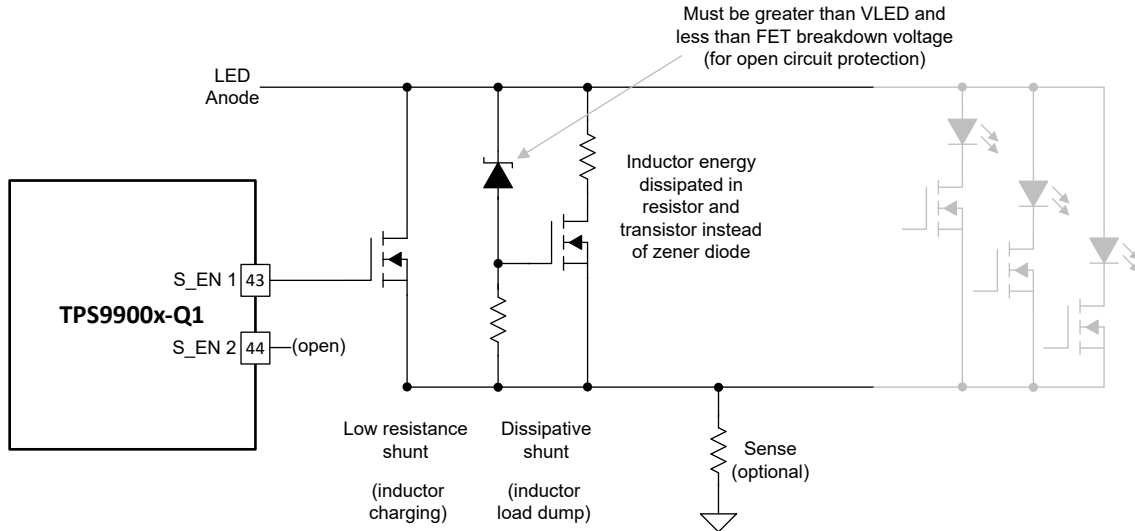 Must be greater than VLED and
less than FET breakdown voltage
(for open circuit protection)
LED
Anode
Inductor energy
dissipated in
resistor and
transistor instead
of zener diode
S_EN 1
43
TPS9900x-Q1
S_EN 2
44
(open)
Low resistance
shunt
(inductor
charging)
Dissipative
shunt
(inductor
load dump)
Sense
(optional)